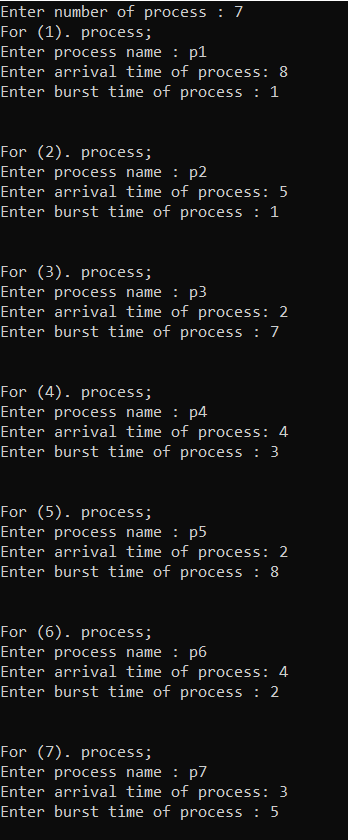 Enter number of process : 7
For (1). process;
Enter process name : p1
Enter arrival time of process: 8
Enter burst time of process : 1
For (2). process;
Enter process name : p2
Enter arrival time of process: 5
Enter burst time of process : 1
For (3). process;
Enter process name : p3
Enter arrival time of process: 2
Enter burst time of process : 7
For (4). process;
Enter process name : p4
Enter arrival time of process: 4
Enter burst time of process : 3
For (5). process;
Enter process name : p5
Enter arrival time of process: 2
Enter burst time of process : 8
For (6). process;
Enter process name : p6
Enter arrival time of process: 4
Enter burst time of process : 2
For (7). process;
Enter process name : p7
Enter arrival time of process: 3
Enter burst time of process : 5